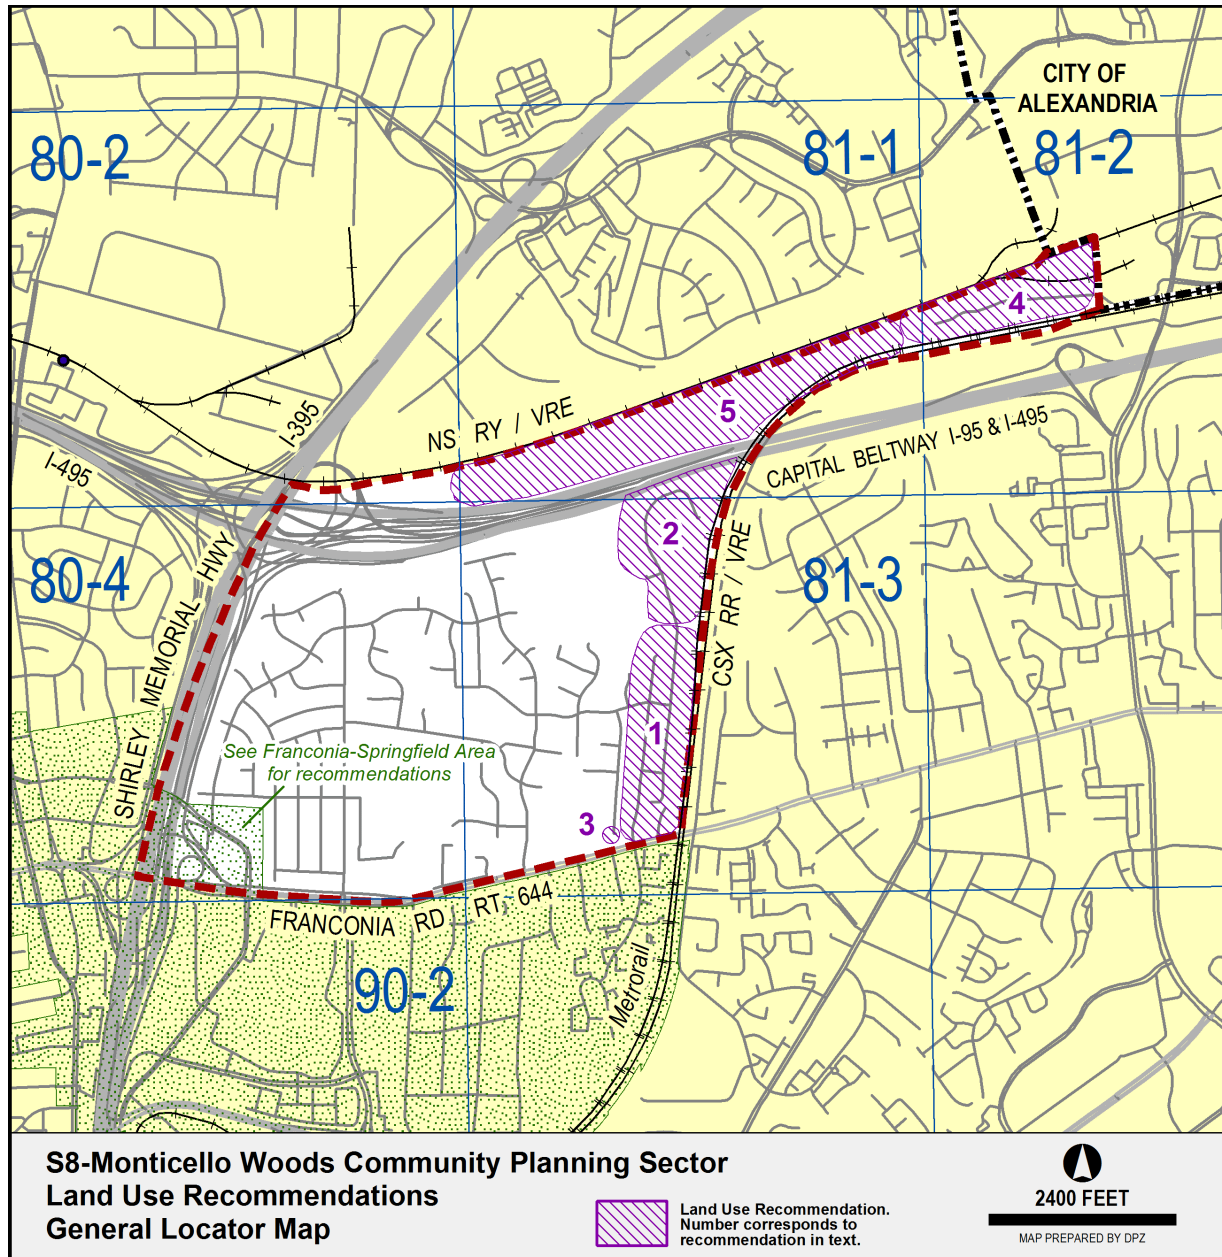 CITY OF
ALEXANDRIA
80-2
81-1
81-2
4
I-395
NS RY / VRE
5
I-495
CAPITAL BELTWAY I-95 & I-495
2
80-4
81-3
SHIRLEY MEMORIAL HWY
CSX RR / VRE
1
See Franconia-Springfield Area
for recommendations
3
FRANCONIA RD RT 644
90-2
Metrorail
S8-Monticello Woods Community Planning Sector
Land Use Recommendations
General Locator Map
Land Use Recommendation.
Number corresponds to
recommendation in text.
2400 FEET
MAP PREPARED BY DPZ